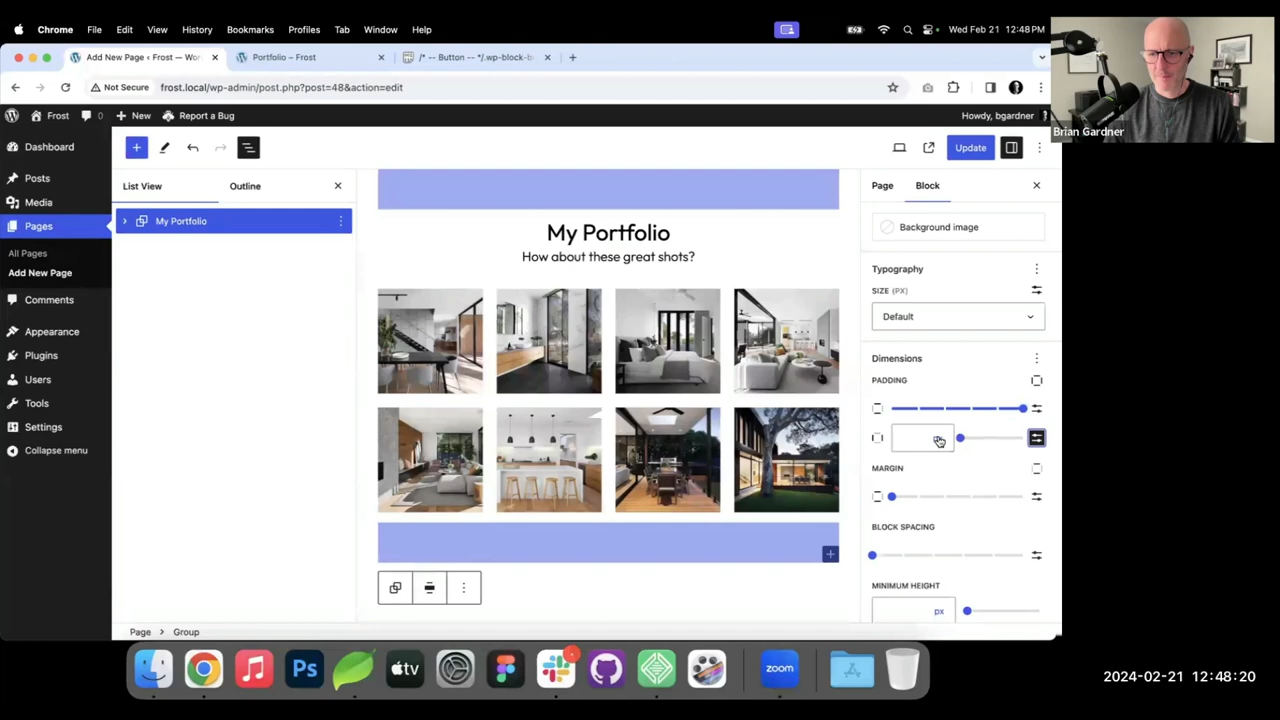 Chrome File Edit View History Bookmarks Profiles Tab Window Help Wed Feb 21 12:48 PM
Portfolio – Frost /* -- Button -- */.wp-block-b
Not Secure frost.local/wp-admin/post.php?post=48&action=edit
Frost 0 New Report a Bug Howdy, bgardner
Brian Gardner
Dashboard
Posts
Media
Pages
All Pages
Add New Page
Comments
Appearance
Plugins
Users
Tools
Settings
Collapse menu
Update
List View Outline
My Portfolio
My Portfolio
How about these great shots?
Page Block
Background image
Typography
SIZE (PX)
Default
Dimensions
PADDING
MARGIN
BLOCK SPACING
MINIMUM HEIGHT
px
Page Group
Ps
tv
zoom
2024-02-21 12:48:20